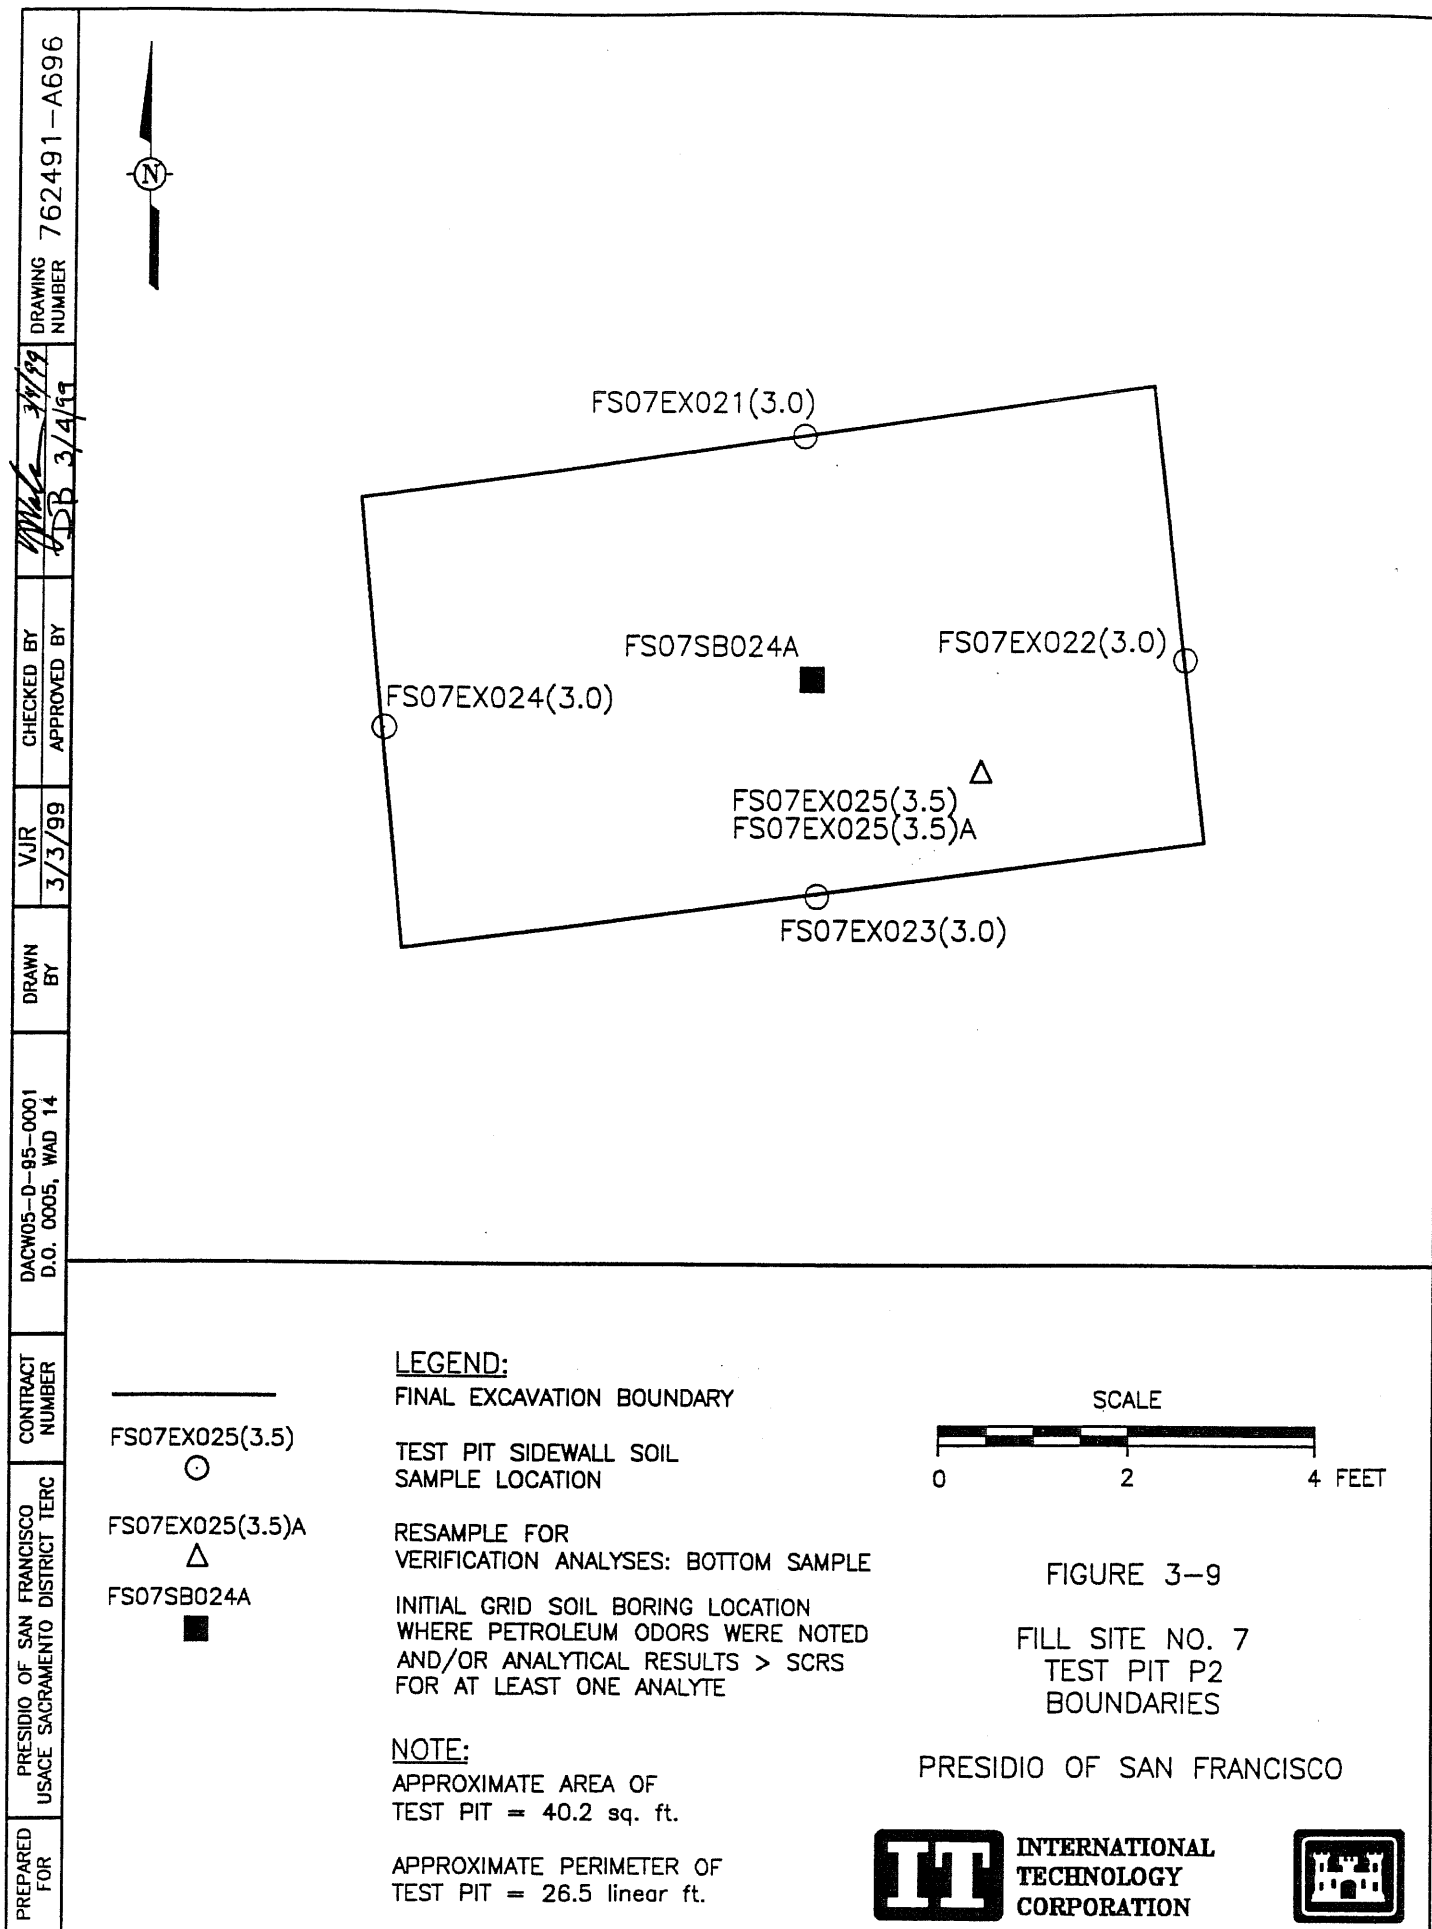 DRAWING NUMBER 762491-A696
3/4/99
DB 3/4/99
CHECKED BY
APPROVED BY
VJR
3/3/99
DRAWN BY
DACW05-D-95-0001
D.O. 0005, WAD 14
CONTRACT NUMBER
PRESIDIO OF SAN FRANCISCO
USACE SACRAMENTO DISTRICT TERC
PREPARED FOR
N
FS07EX021(3.0)
FS07SB024A
FS07EX022(3.0)
FS07EX024(3.0)
FS07EX025(3.5)
FS07EX025(3.5)A
FS07EX023(3.0)
LEGEND:
FINAL EXCAVATION BOUNDARY
FS07EX025(3.5)
TEST PIT SIDEWALL SOIL
SAMPLE LOCATION
FS07EX025(3.5)A
RESAMPLE FOR
VERIFICATION ANALYSES: BOTTOM SAMPLE
FS07SB024A
INITIAL GRID SOIL BORING LOCATION
WHERE PETROLEUM ODORS WERE NOTED
AND/OR ANALYTICAL RESULTS > SCRS
FOR AT LEAST ONE ANALYTE
NOTE:
APPROXIMATE AREA OF
TEST PIT = 40.2 sq. ft.
APPROXIMATE PERIMETER OF
TEST PIT = 26.5 linear ft.
SCALE
0 2 4 FEET
FIGURE 3-9
FILL SITE NO. 7
TEST PIT P2
BOUNDARIES
PRESIDIO OF SAN FRANCISCO
IT
INTERNATIONAL
TECHNOLOGY
CORPORATION